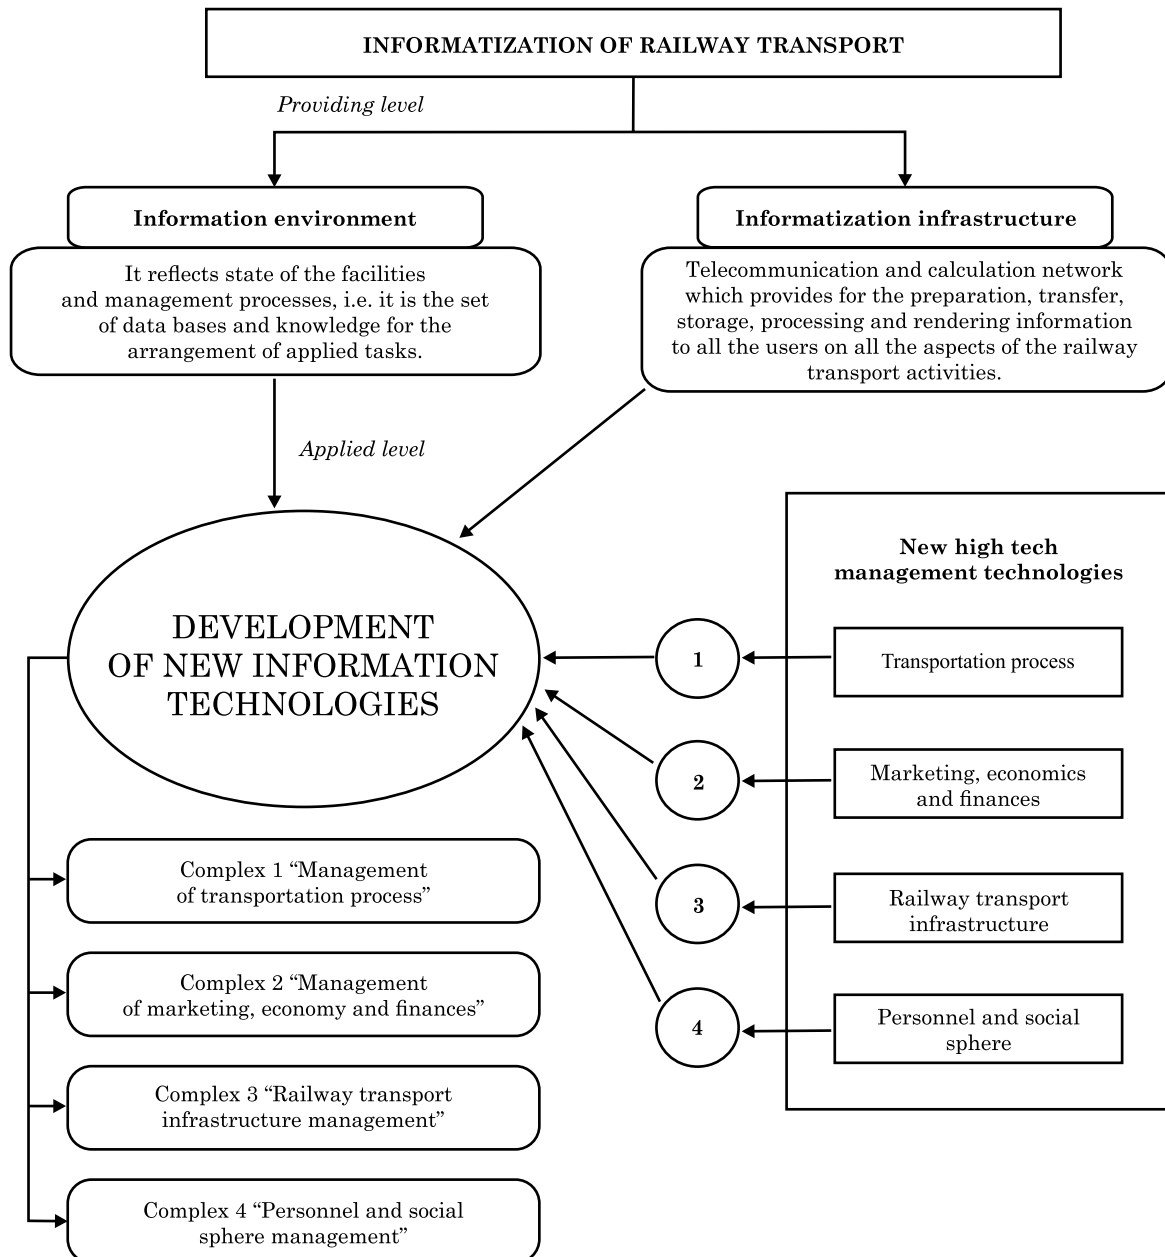 INFORMATIZATION OF RAILWAY TRANSPORT
Providing level
Information environment
It reflects state of the facilities
and management processes, i.e. it is the set
of data bases and knowledge for the
arrangement of applied tasks.
Informatization infrastructure
Telecommunication and calculation network
which provides for the preparation, transfer,
storage, processing and rendering information
to all the users on all the aspects of the railway
transport activities.
Applied level
DEVELOPMENT
OF NEW INFORMATION
TECHNOLOGIES
New high tech
management technologies
1
Transportation process
2
Marketing, economics
and finances
3
Railway transport
infrastructure
4
Personnel and social
sphere
Complex 1 “Management
of transportation process”
Complex 2 “Management
of marketing, economy and finances”
Complex 3 “Railway transport
infrastructure management”
Complex 4 “Personnel and social
sphere management”